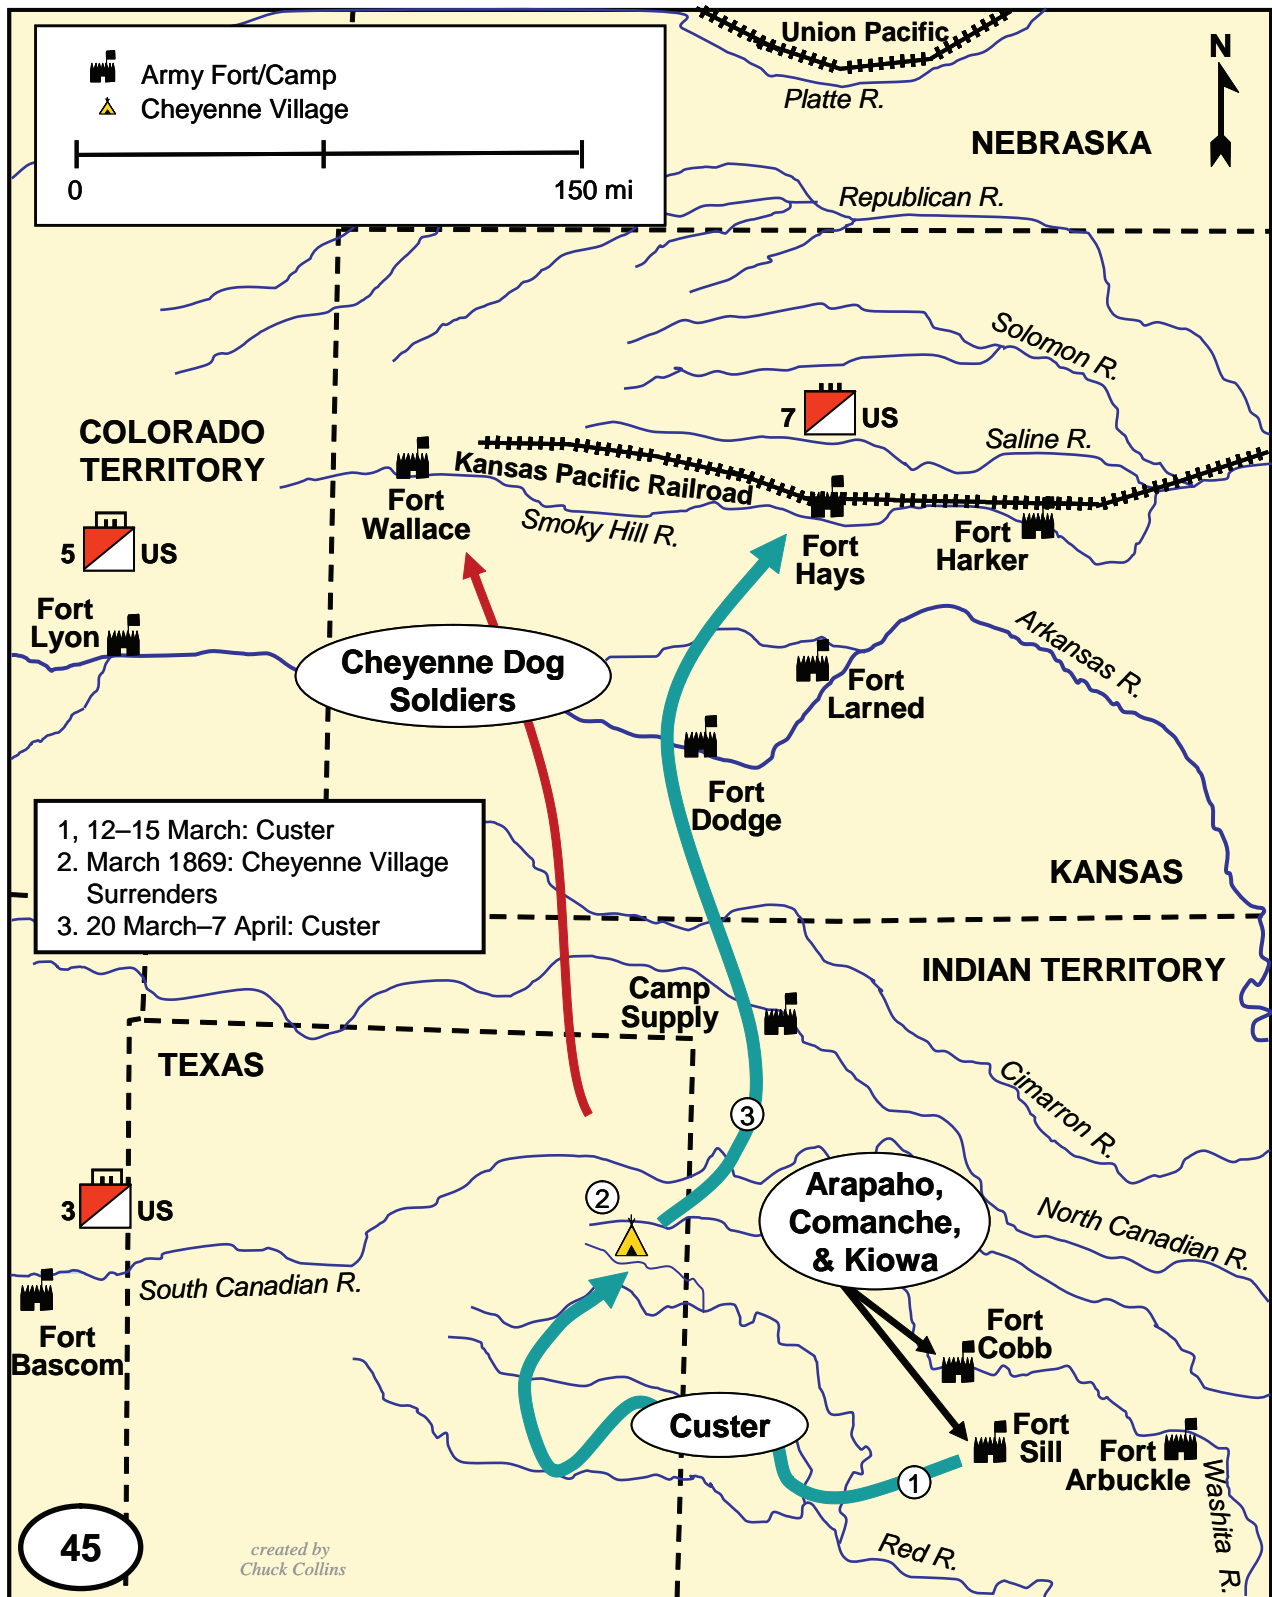 Union Pacific
N
Army Fort/Camp
Cheyenne Village
0
150 mi
Platte R.
NEBRASKA
Republican R.
Solomon R.
COLORADO
TERRITORY
7
US
Saline R.
Kansas Pacific Railroad
Fort
Wallace
Smoky Hill R.
Fort
Hays
Fort
Harker
5
US
Fort
Lyon
Cheyenne Dog
Soldiers
Arkansas R.
Fort
Larned
Fort
Dodge
1, 12–15 March: Custer
2. March 1869: Cheyenne Village
Surrenders
3. 20 March–7 April: Custer
KANSAS
INDIAN TERRITORY
Camp
Supply
TEXAS
Cimarron R.
3
2
Arapaho,
Comanche,
& Kiowa
3
US
North Canadian R.
South Canadian R.
Fort
Bascom
Fort
Cobb
Custer
Fort
Sill
Fort
Arbuckle
1
Washita R.
Red R.
45
created by
Chuck Collins